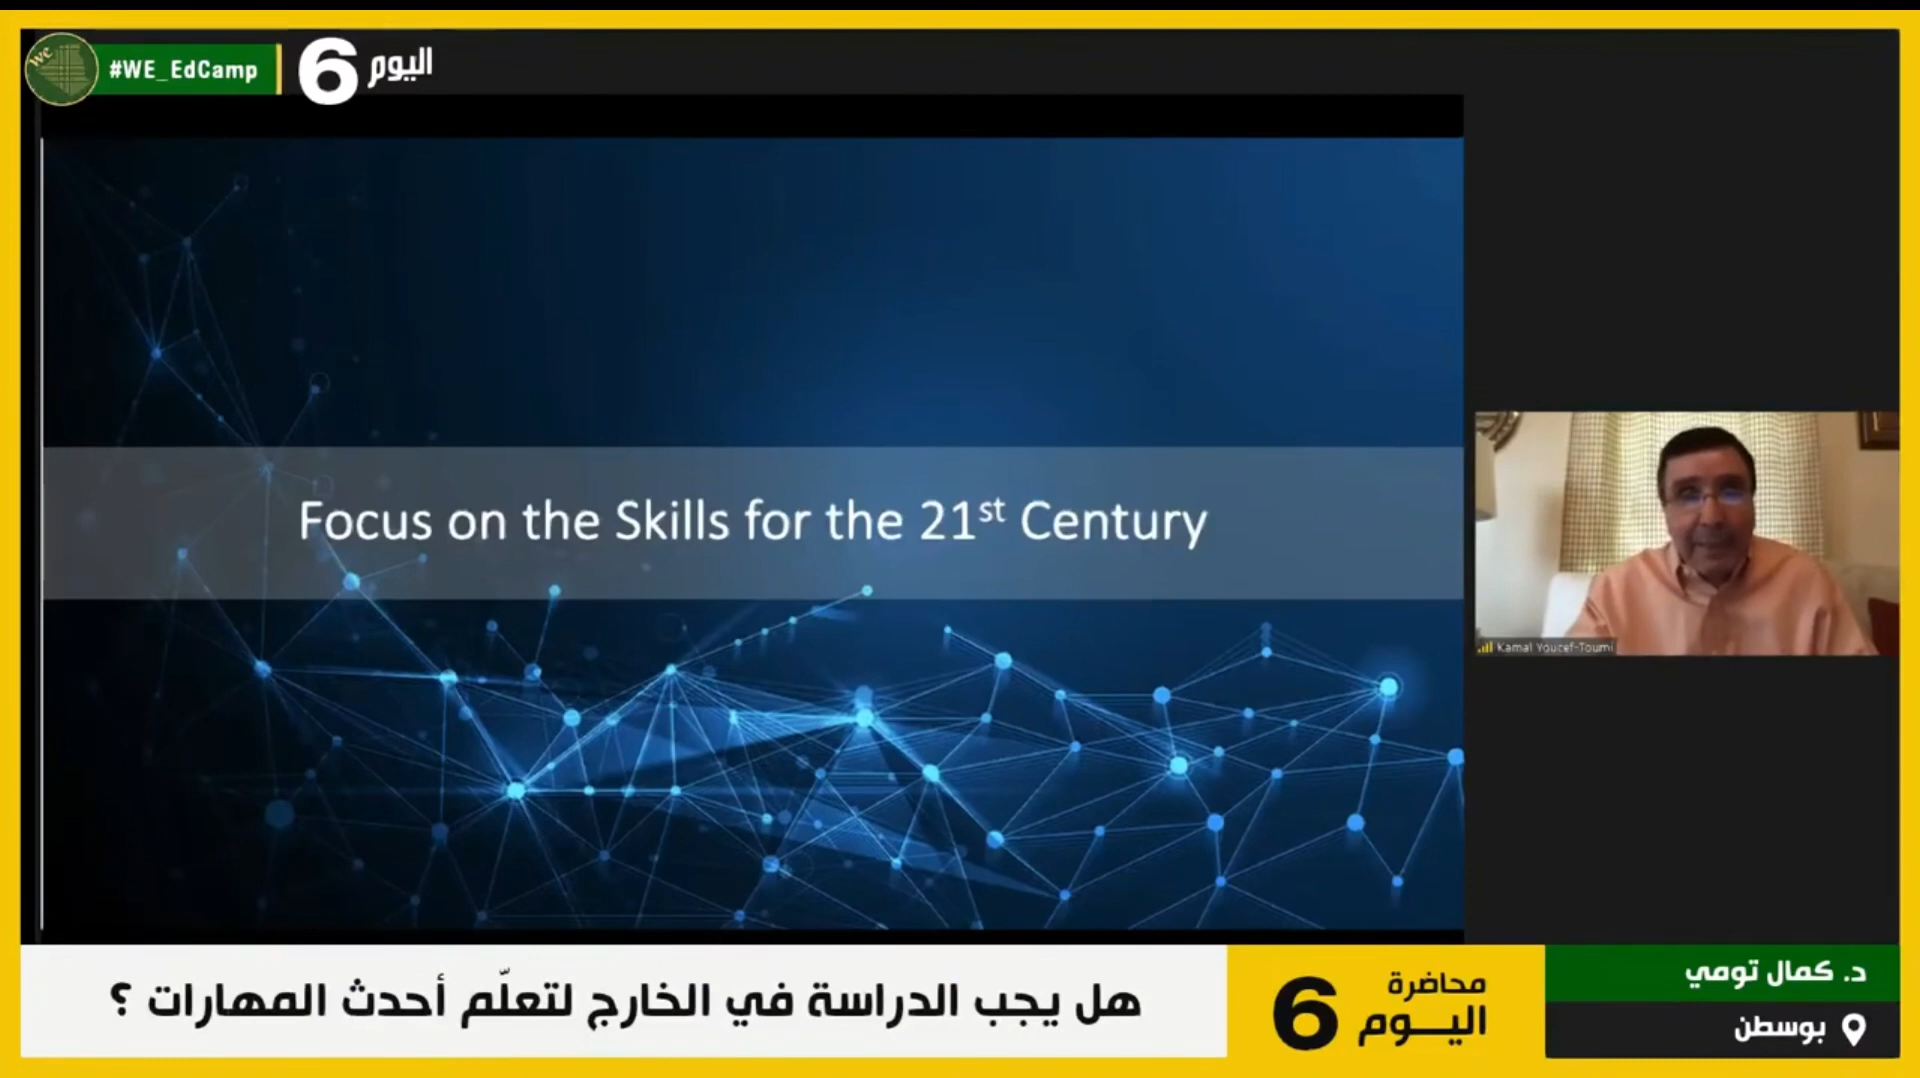 we
#WE_EdCamp
اليوم 6
Focus on the Skills for the 21st Century
Kamal Youcef-Toumi
هل يجب الدراسة في الخارج لتعلّم أحدث المهارات ؟
محاضرة
اليـــوم 6
د. كمال تومي
بوسطن